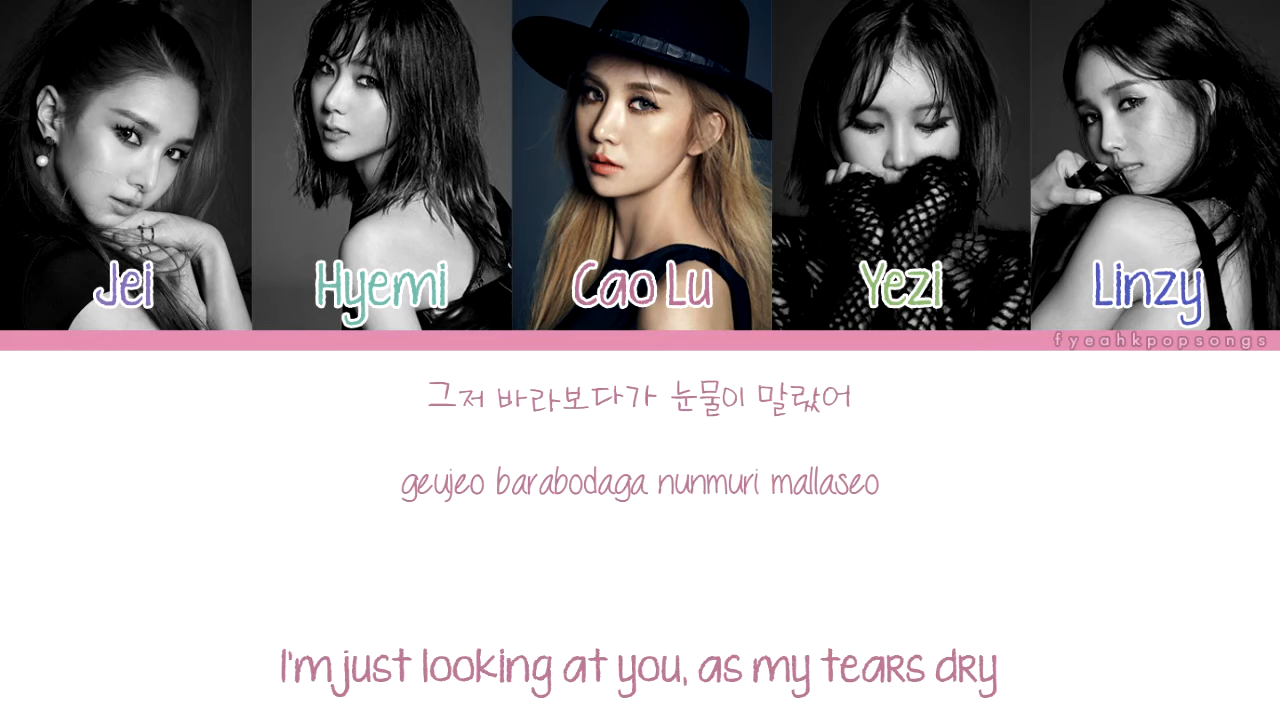 Jei Hyemi Cao Lu Yezi Linzy
fyeahkpopsongs
그저 바라보다가 눈물이 말랐어
geujeo barabodaga nunmuri mallaseo
I'm just looking at you, as my tears dry